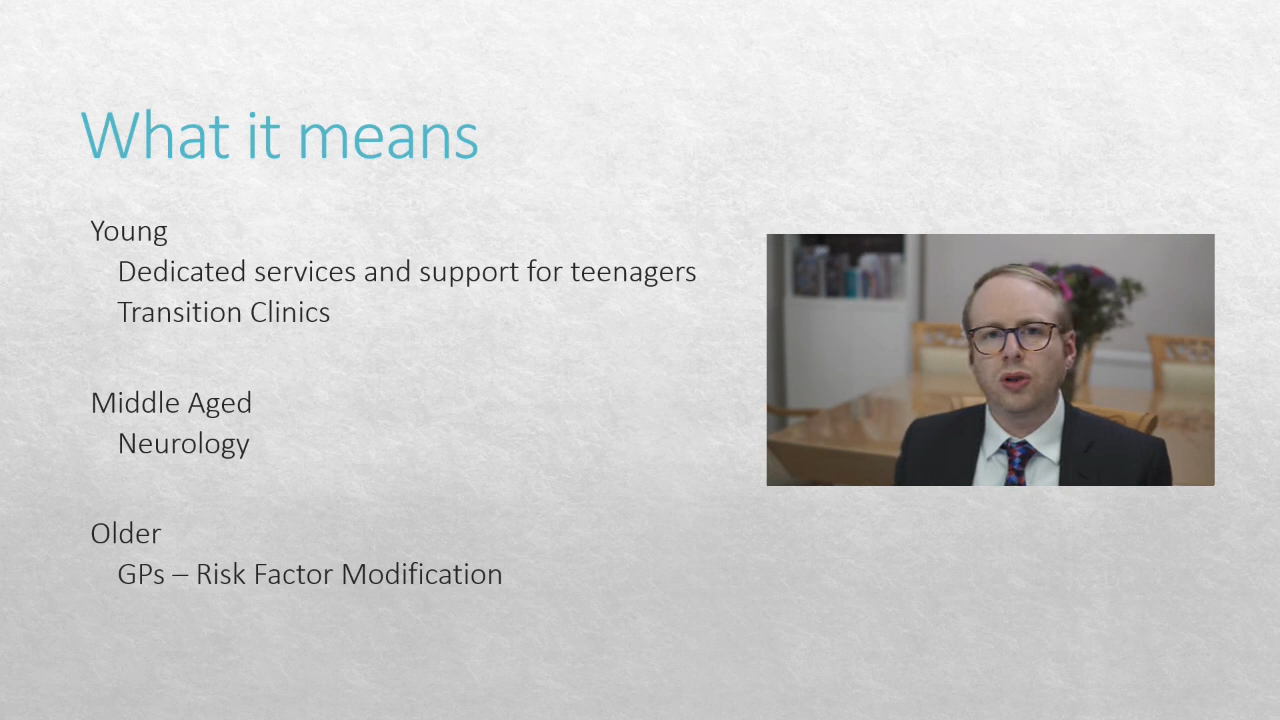 What it means
Young
Dedicated services and support for teenagers
Transition Clinics
Middle Aged
Neurology
Older
GPs – Risk Factor Modification